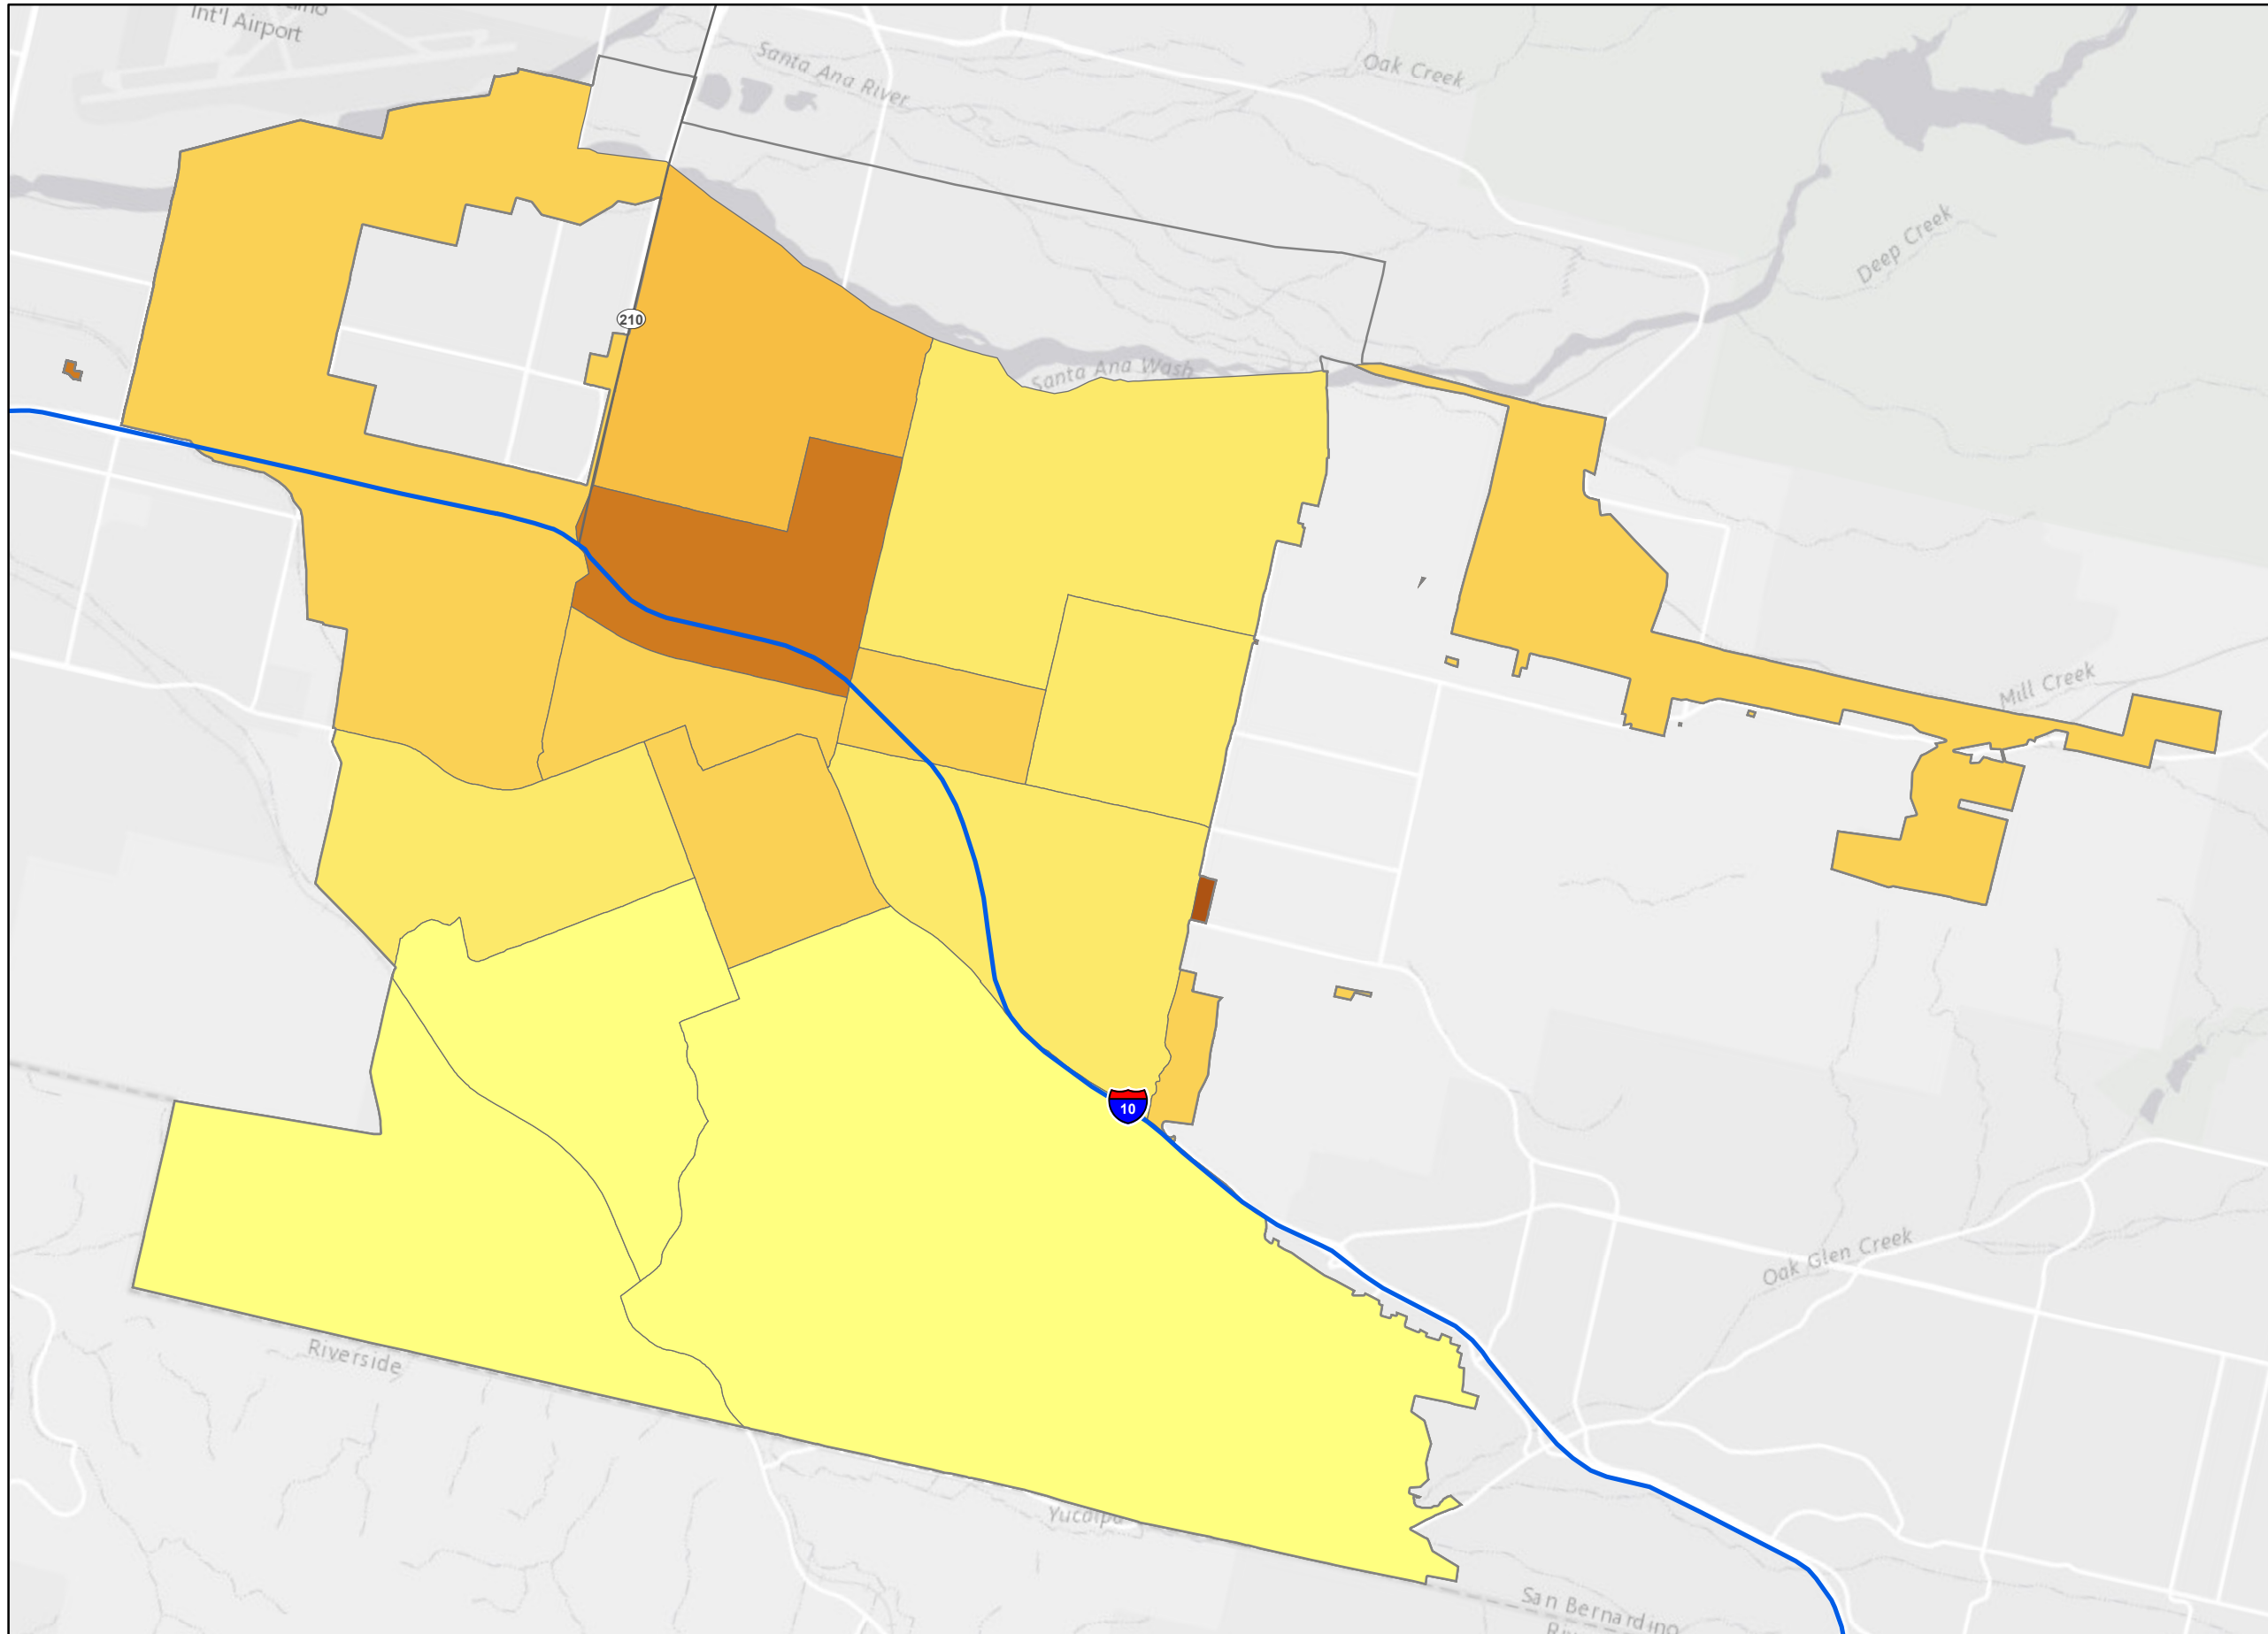 Int'l Airport
Santa Ana River
Oak Creek
Deep Creek
210
Santa Ana Wash
Mill Creek
10
Oak Glen Creek
Riverside
Yucaipa
San Bernardino